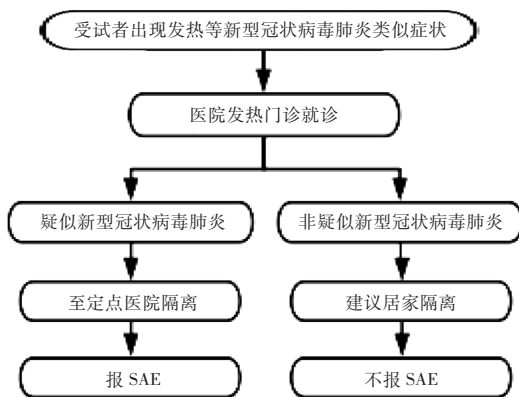 受试者出现发热等新型冠状病毒肺炎类似症状
医院发热门诊就诊
疑似新型冠状病毒肺炎
非疑似新型冠状病毒肺炎
至定点医院隔离
建议居家隔离
报 SAE
不报 SAE